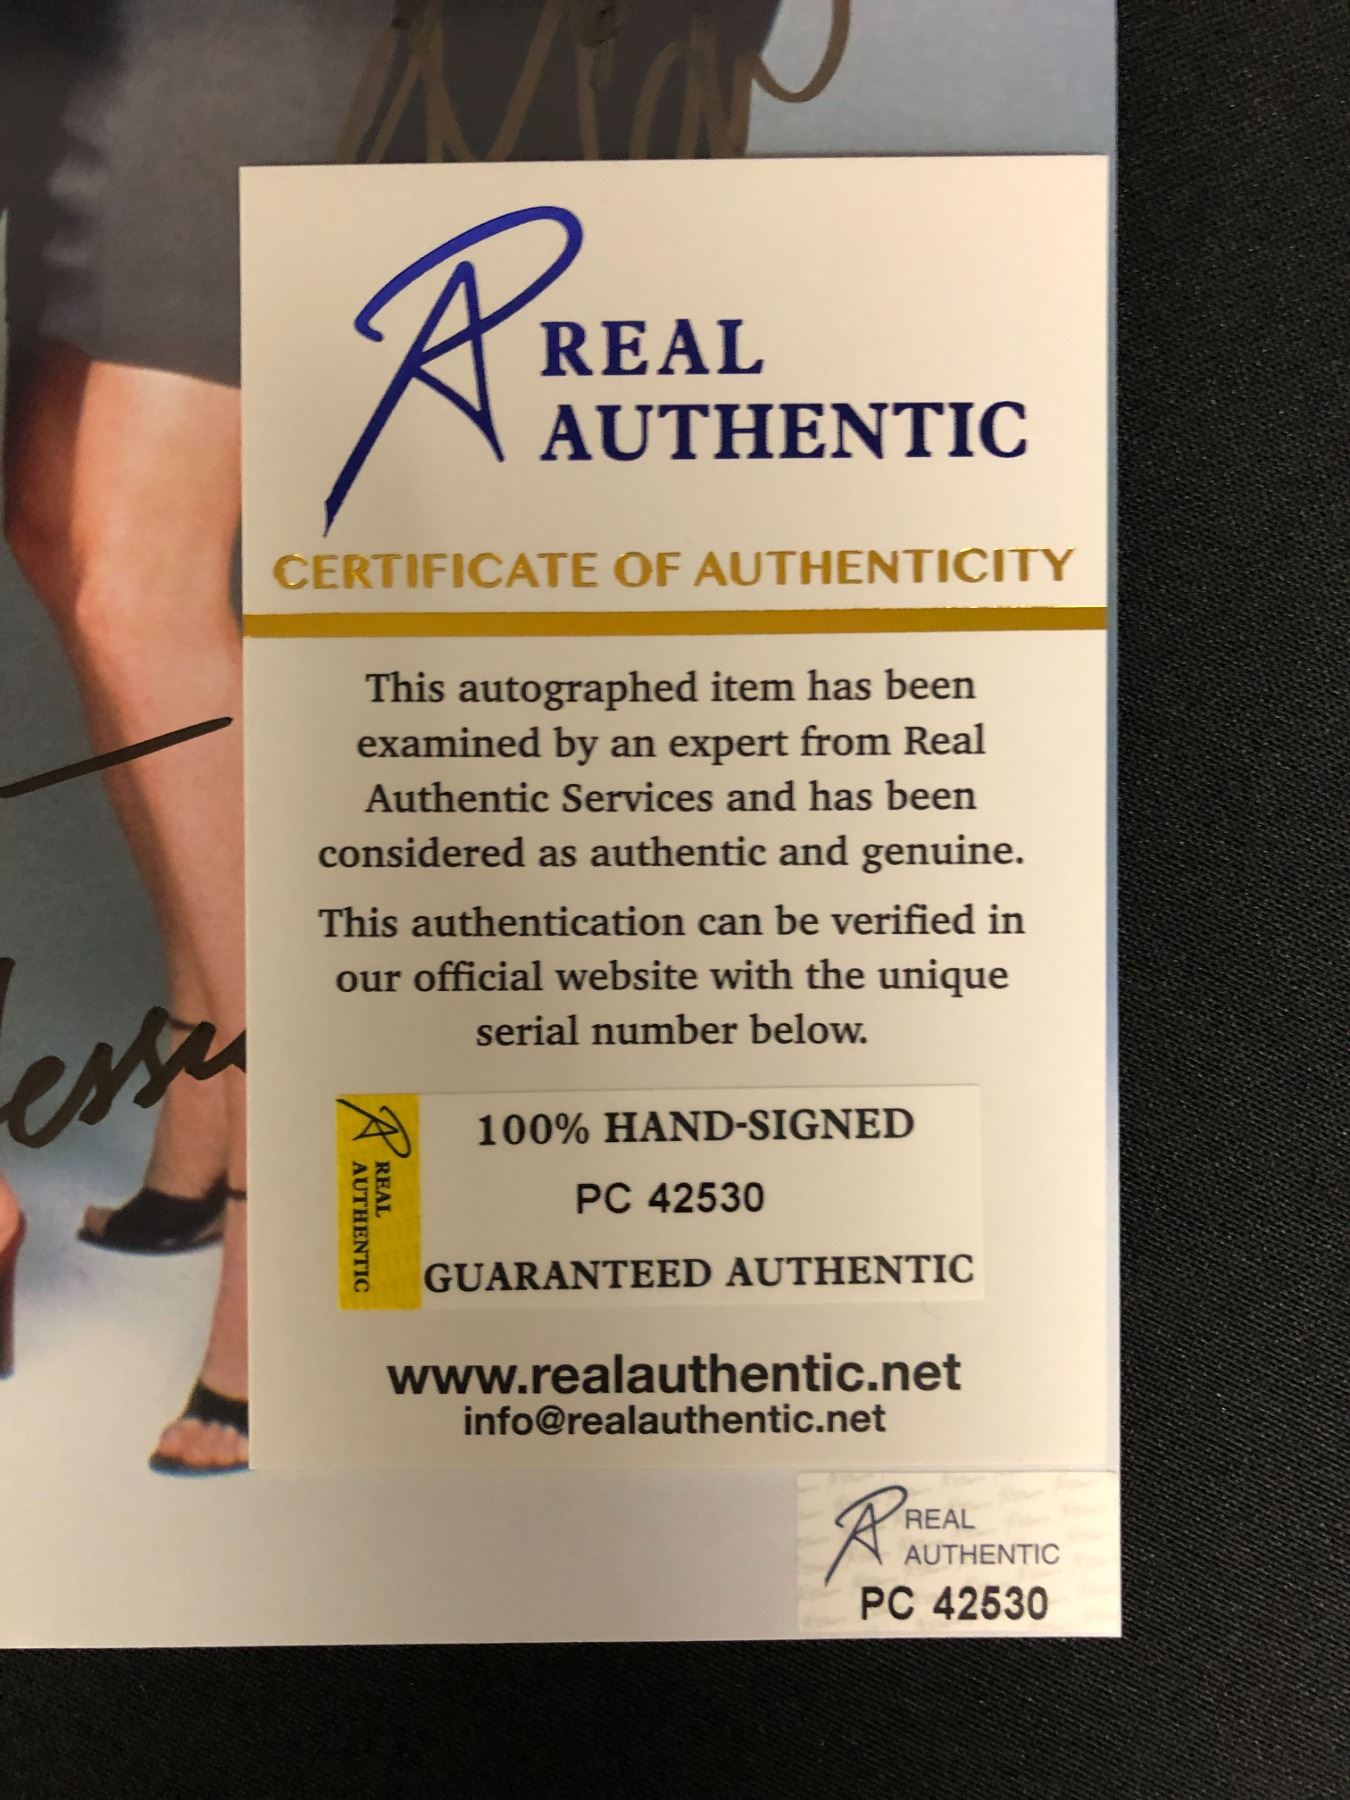 REAL
AUTHENTIC
CERTIFICATE OF AUTHENTICITY
This autographed item has been
examined by an expert from Real
Authentic Services and has been
considered as authentic and genuine.
This authentication can be verified in
our official website with the unique
serial number below.
REAL
AUTHENTIC
100% HAND-SIGNED
PC 42530
GUARANTEED AUTHENTIC
www.realauthentic.net
info@realauthentic.net
REAL
AUTHENTIC
PC 42530